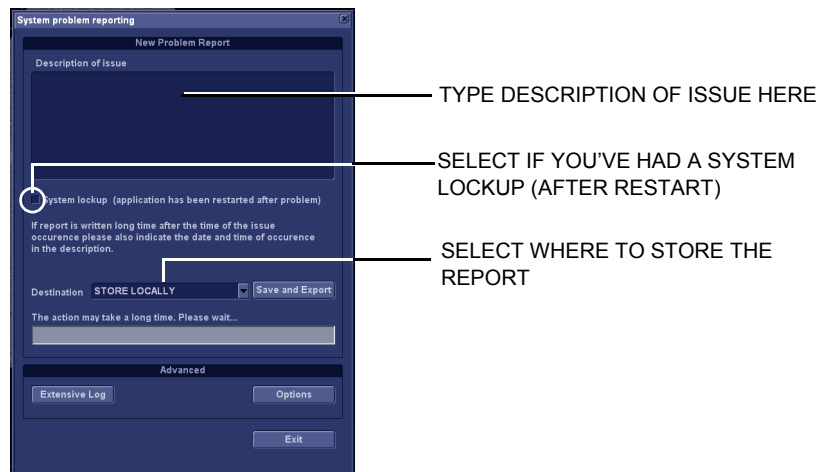 System problem reporting
New Problem Report
Description of issue
TYPE DESCRIPTION OF ISSUE HERE
SELECT IF YOU'VE HAD A SYSTEM
LOCKUP (AFTER RESTART)
System lockup (application has been restarted after problem)
If report is written long time after the time of the issue
occurence please also indicate the date and time of occurence
in the description.
SELECT WHERE TO STORE THE
REPORT
Destination STORE LOCALLY Save and Export
The action may take a long time. Please wait...
Advanced
Extensive Log Options
Exit